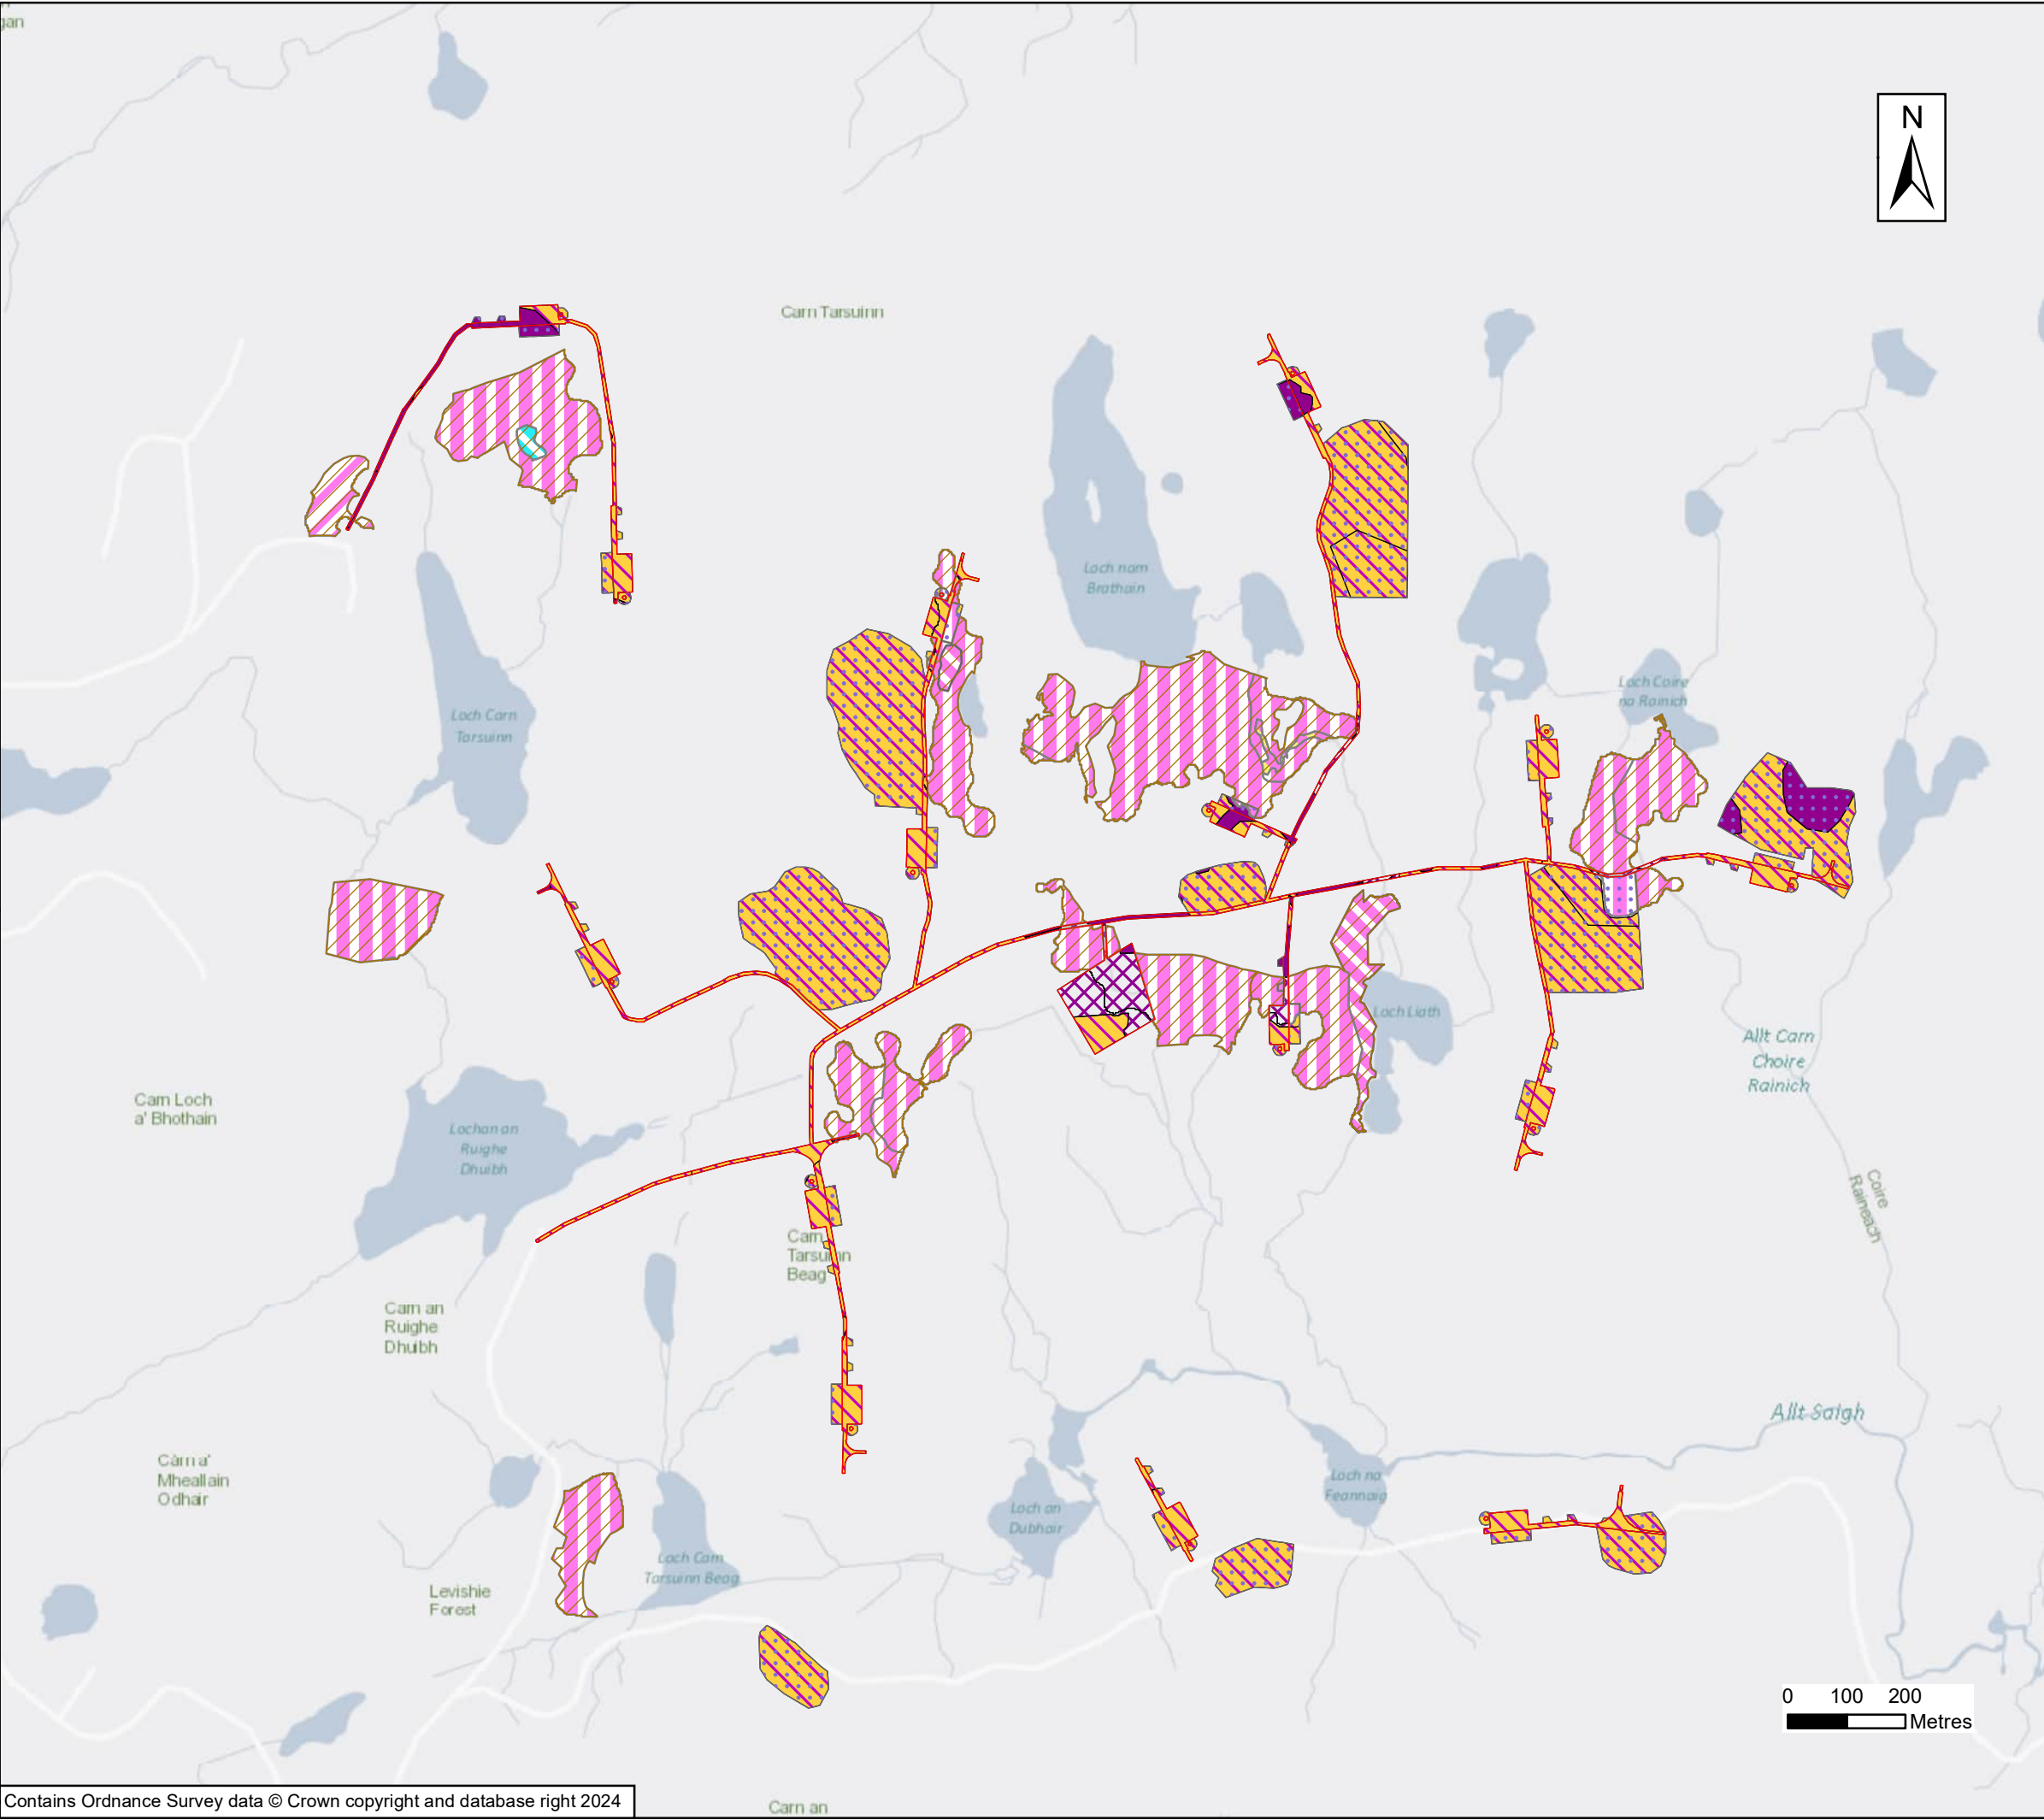 gan
N
Carn Tarsuinn
Loch nam
Brathain
Loch Carn
Tarsuinn
Loch Coire
na Rainich
Loch Liath
Allt Carn
Choire
Rainich
Carn Loch
a' Bhothain
Lochan an
Ruighe
Dhuibh
Coire
Raineach
Carn
Tarsuinn
Beag
Carn an
Ruighe
Dhuibh
Allt Saigh
Càrn a'
Mheallain
Odhair
Loch na
Feannaig
Loch an
Dubhair
Loch Carn
Tarsuinn Beag
Levishie
Forest
0 100 200
Metres
Contains Ordnance Survey data © Crown copyright and database right 2024
Carn an